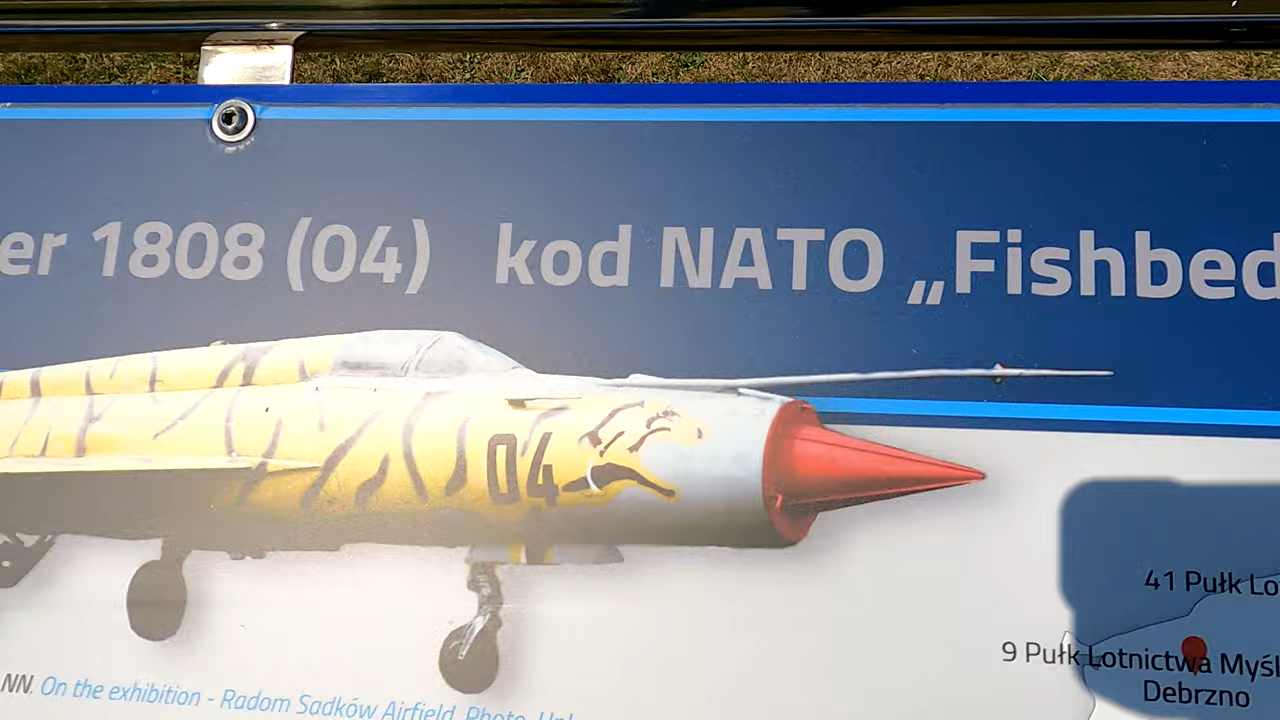 er 1808 (04) kod NATO „Fishbed
04
41 Pułk Lo
9 Pułk Lotnictwa Myśl
Debrzno
NN. On the exhibition - Radom Sadków Airfield. Photo.